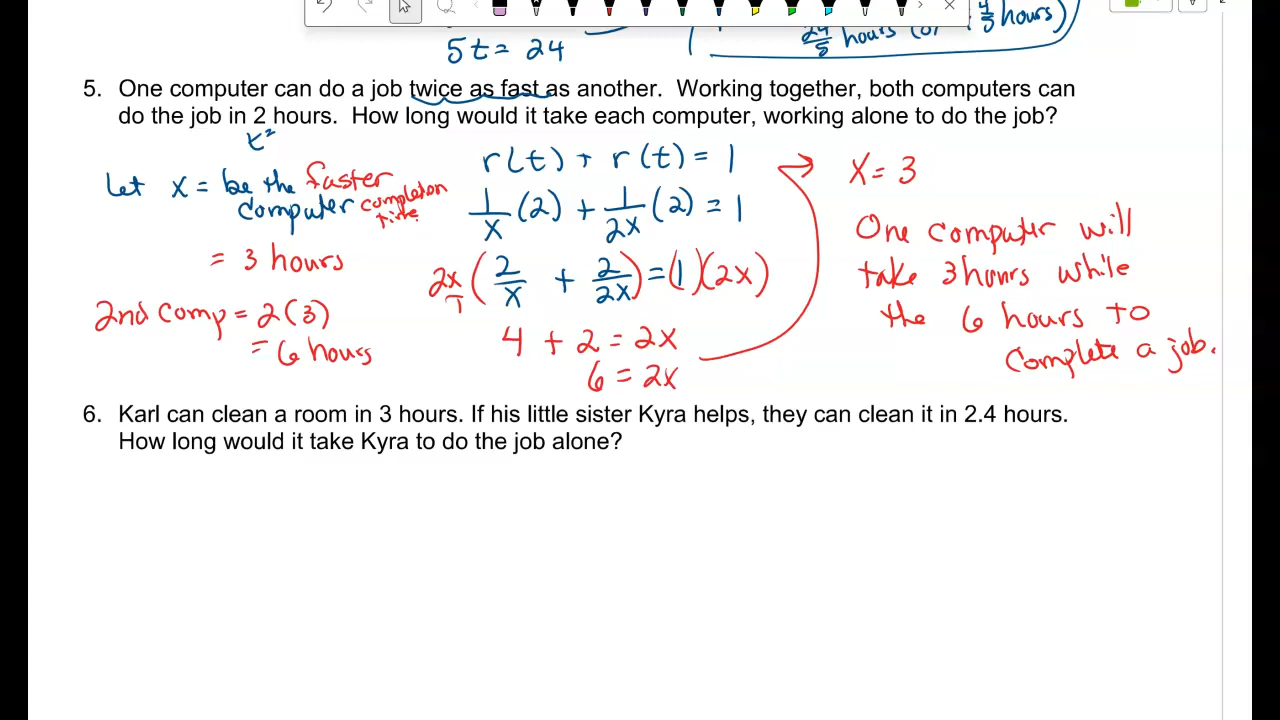 5t = 24
24/5 hours (or
4/5 hours)
5. One computer can do a job twice as fast as another. Working together, both computers can
do the job in 2 hours. How long would it take each computer, working alone to do the job?
r(t) + r(t) = 1
Let x = be the faster
computer completion
time
= 3 hours
2nd comp = 2(3)
= 6 hours
1/x (2) + 1/2x (2) = 1
2x/1 ( 2/x + 2/2x ) = (1)(2x)
4 + 2 = 2x
6 = 2x
x = 3
One computer will
take 3 hours while
the 6 hours to
complete a job.
6. Karl can clean a room in 3 hours. If his little sister Kyra helps, they can clean it in 2.4 hours.
How long would it take Kyra to do the job alone?